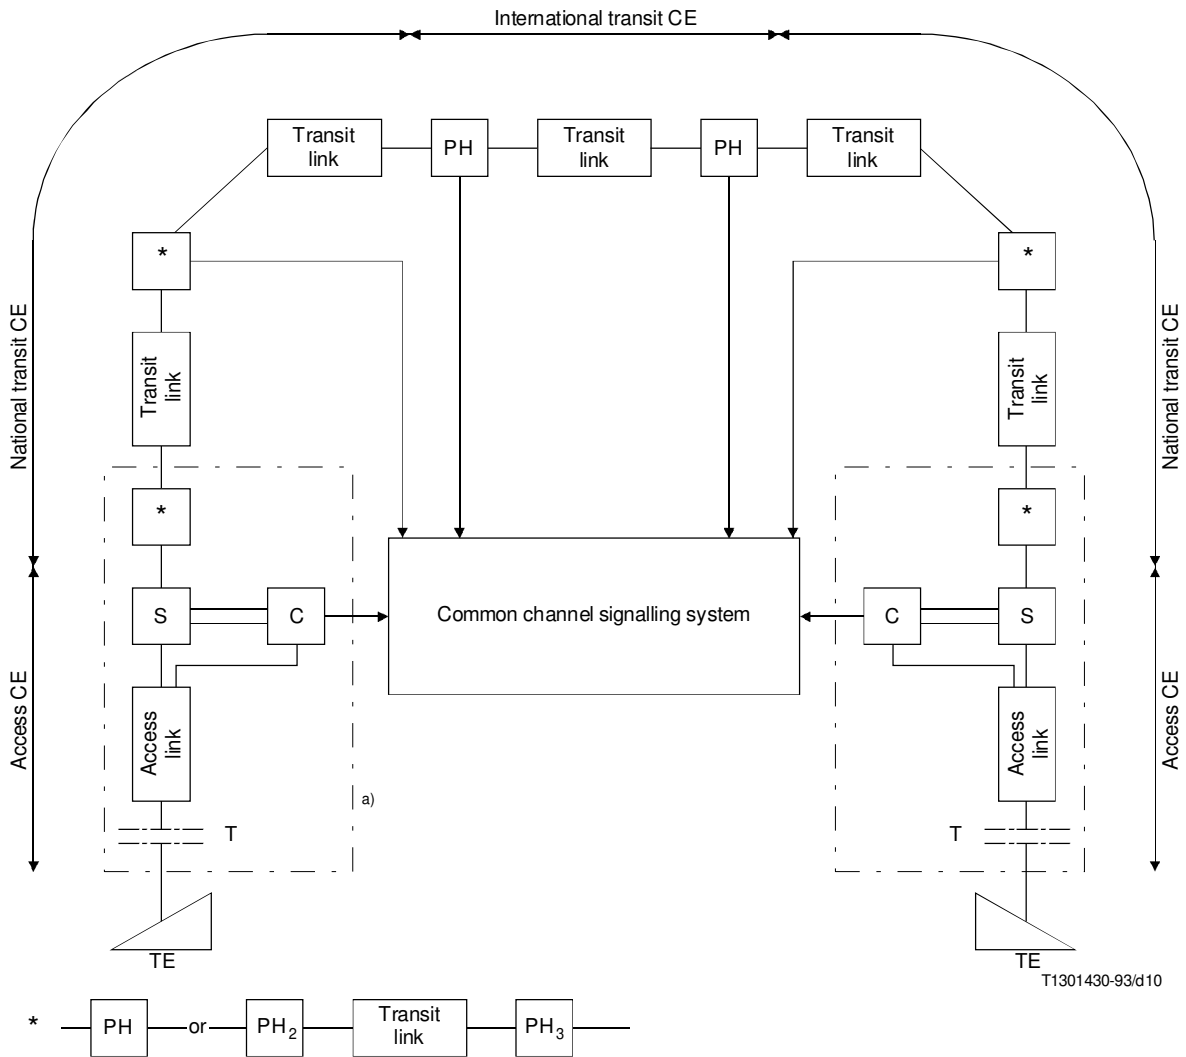 International transit CE
Transit
link
PH
Transit
link
PH
Transit
link
*
*
National transit CE
Transit
link
Transit
link
National transit CE
*
*
S
C
Common channel signalling system
C
S
Access CE
Access
link
Access
link
Access CE
a)
T
T
TE
TE
T1301430-93/d10
*
PH
or
PH2
Transit
link
PH3